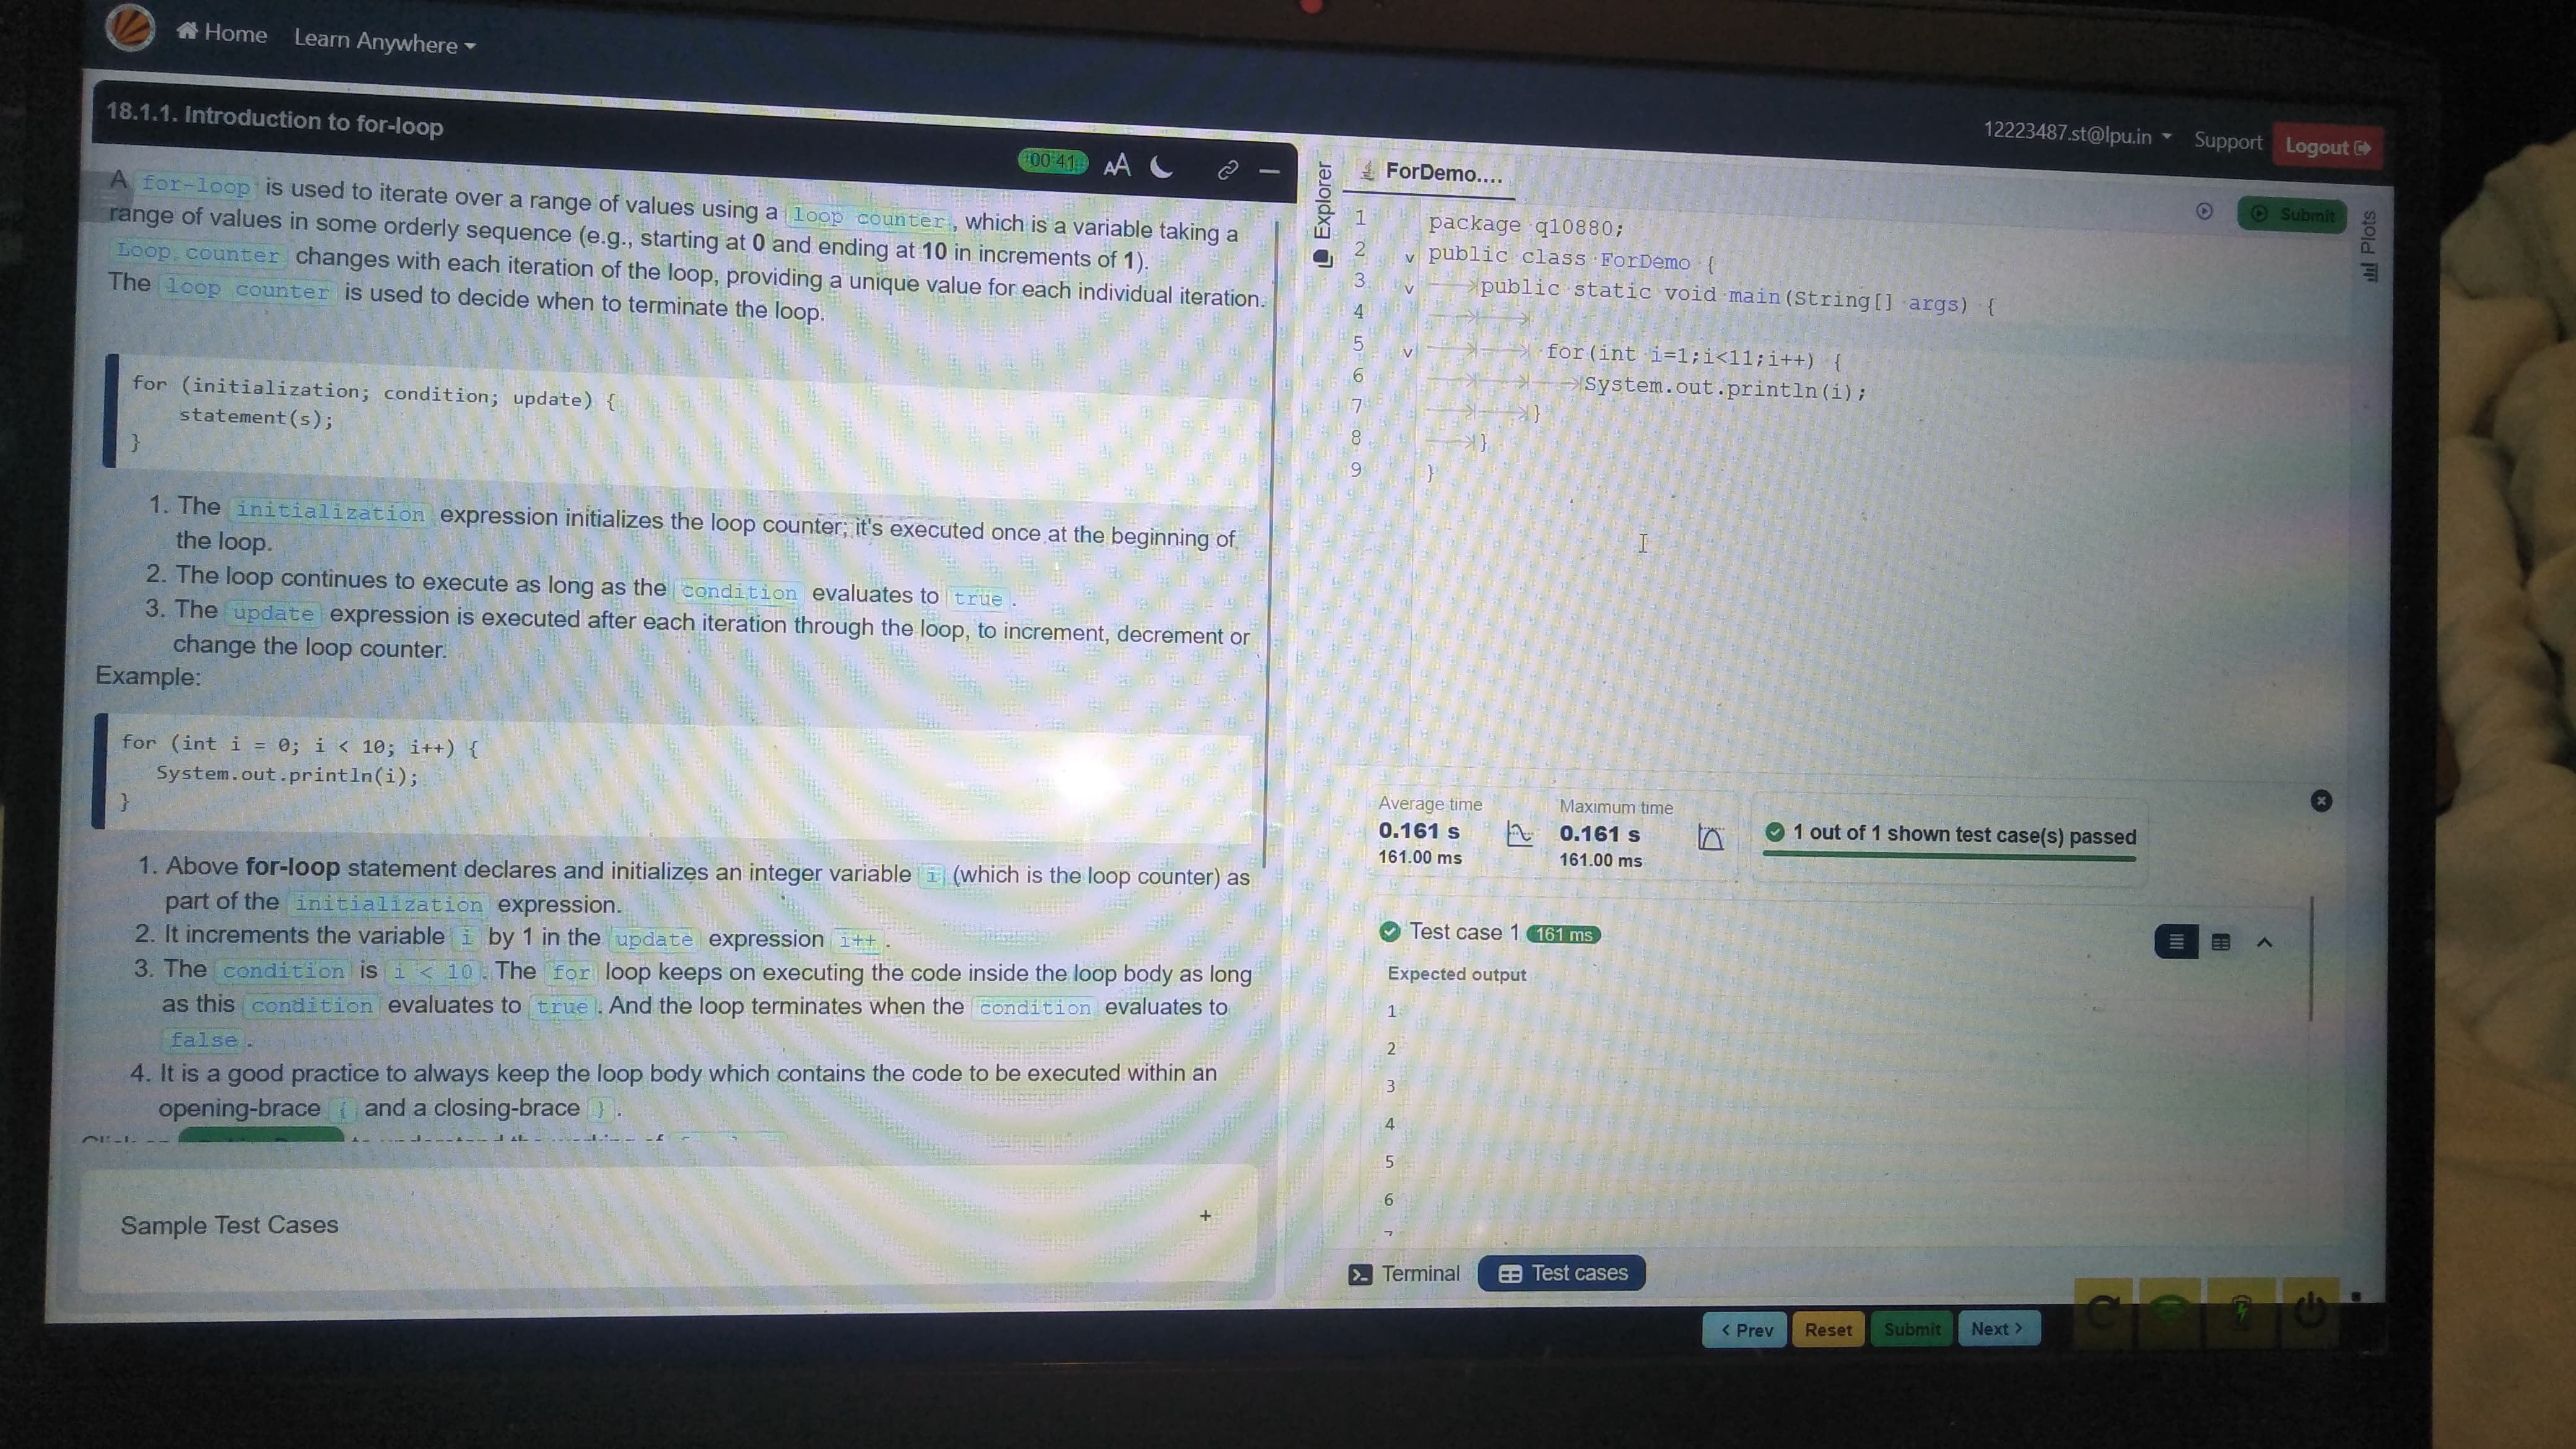 Home Learn Anywhere
12223487.st@lpu.in Support Logout
18.1.1. Introduction to for-loop
00:41 AA
A for-loop is used to iterate over a range of values using a loop counter, which is a variable taking a
range of values in some orderly sequence (e.g., starting at 0 and ending at 10 in increments of 1).
Loop counter changes with each iteration of the loop, providing a unique value for each individual iteration.
The loop counter is used to decide when to terminate the loop.
for (initialization; condition; update) {
statement(s);
}
1. The initialization expression initializes the loop counter; it's executed once at the beginning of
the loop.
2. The loop continues to execute as long as the condition evaluates to true.
3. The update expression is executed after each iteration through the loop, to increment, decrement or
change the loop counter.
Example:
for (int i = 0; i < 10; i++) {
System.out.println(i);
}
1. Above for-loop statement declares and initializes an integer variable i (which is the loop counter) as
part of the initialization expression.
2. It increments the variable i by 1 in the update expression i++.
3. The condition is i < 10. The for loop keeps on executing the code inside the loop body as long
as this condition evaluates to true. And the loop terminates when the condition evaluates to
false.
4. It is a good practice to always keep the loop body which contains the code to be executed within an
opening-brace { and a closing-brace }.
Sample Test Cases +
Explorer
ForDemo....
Submit
Plots
1 package q10880;
2 public class ForDemo {
3 public static void main(String[] args) {
4
5 for(int i=1;i<11;i++) {
6 System.out.println(i);
7 }
8 }
9 }
Average time
0.161 s
161.00 ms
Maximum time
0.161 s
161.00 ms
1 out of 1 shown test case(s) passed
Test case 1 161 ms
Expected output
1
2
3
4
5
6
Terminal Test cases
< Prev Reset Submit Next >